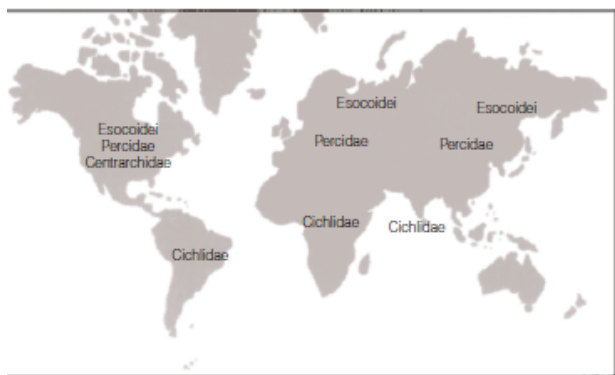 Esocoidei
Esocoidei
Esocoidei
Percidae
Centrarchidae
Percidae
Percidae
Cichlidae
Cichlidae
Cichlidae